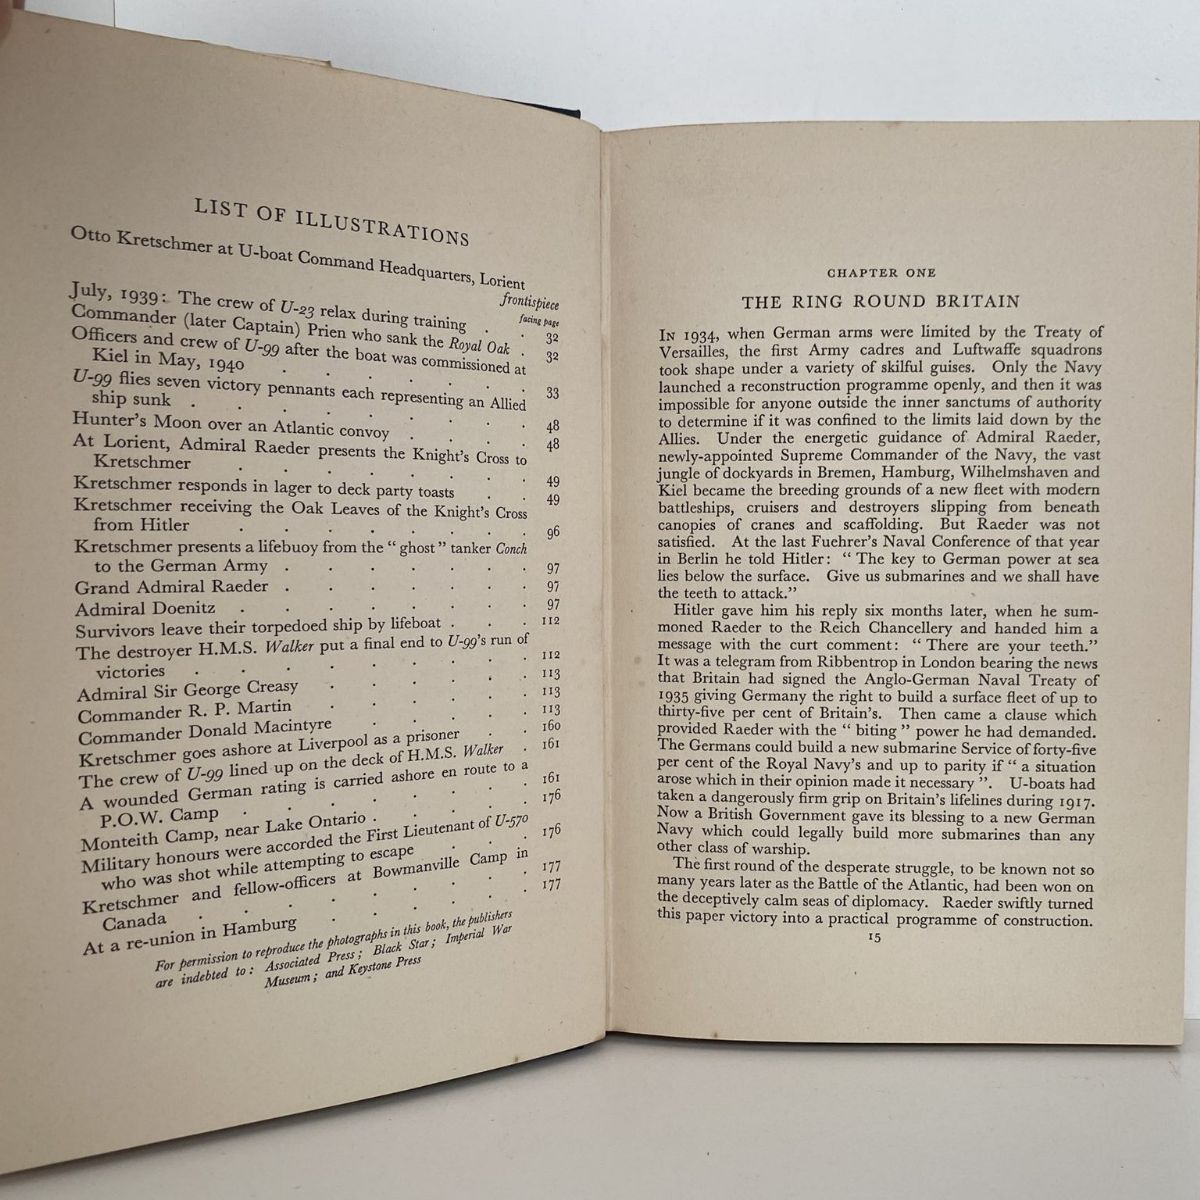 LIST OF ILLUSTRATIONS
Otto Kretschmer at U-boat Command Headquarters, Lorient
frontispiece
facing page
July, 1939: The crew of U-23 relax during training . . 32
Commander (later Captain) Prien who sank the Royal Oak . 32
Officers and crew of U-99 after the boat was commissioned at
Kiel in May, 1940 . . . . . . . 33
U-99 flies seven victory pennants each representing an Allied
ship sunk . . . . . . . . 48
Hunter's Moon over an Atlantic convoy . . . . 48
At Lorient, Admiral Raeder presents the Knight's Cross to
Kretschmer . . . . . . . 49
Kretschmer responds in lager to deck party toasts . . 49
Kretschmer receiving the Oak Leaves of the Knight's Cross
from Hitler . . . . . . . 96
Kretschmer presents a lifebuoy from the "ghost" tanker Conch
to the German Army . . . . . . 97
Grand Admiral Raeder . . . . . . 97
Admiral Doenitz . . . . . . . 97
Survivors leave their torpedoed ship by lifeboat . . . 112
The destroyer H.M.S. Walker put a final end to U-99's run of
victories . . . . . . . . 112
Admiral Sir George Creasy . . . . . 113
Commander R. P. Martin . . . . . 113
Commander Donald Macintyre . . . . 113
Kretschmer goes ashore at Liverpool as a prisoner . . 160
The crew of U-99 lined up on the deck of H.M.S. Walker . 161
A wounded German rating is carried ashore en route to a
P.O.W. Camp . . . . . . . 161
Monteith Camp, near Lake Ontario . . . . . 176
Military honours were accorded the First Lieutenant of U-570
who was shot while attempting to escape . . . 176
Kretschmer and fellow-officers at Bowmanville Camp in
Canada . . . . . . . . 177
At a re-union in Hamburg . . . . . 177
For permission to reproduce the photographs in this book, the publishers
are indebted to: Associated Press; Black Star; Imperial War
Museum; and Keystone Press
CHAPTER ONE
THE RING ROUND BRITAIN
IN 1934, when German arms were limited by the Treaty of
Versailles, the first Army cadres and Luftwaffe squadrons
took shape under a variety of skilful guises. Only the Navy
launched a reconstruction programme openly, and then it was
impossible for anyone outside the inner sanctums of authority
to determine if it was confined to the limits laid down by the
Allies. Under the energetic guidance of Admiral Raeder,
newly-appointed Supreme Commander of the Navy, the vast
jungle of dockyards in Bremen, Hamburg, Wilhelmshaven and
Kiel became the breeding grounds of a new fleet with modern
battleships, cruisers and destroyers slipping from beneath
canopies of cranes and scaffolding. But Raeder was not
satisfied. At the last Fuehrer's Naval Conference of that year
in Berlin he told Hitler: "The key to German power at sea
lies below the surface. Give us submarines and we shall have
the teeth to attack."
Hitler gave him his reply six months later, when he sum-
moned Raeder to the Reich Chancellery and handed him a
message with the curt comment: "There are your teeth."
It was a telegram from Ribbentrop in London bearing the news
that Britain had signed the Anglo-German Naval Treaty of
1935 giving Germany the right to build a surface fleet of up to
thirty-five per cent of Britain's. Then came a clause which
provided Raeder with the "biting" power he had demanded.
The Germans could build a new submarine Service of forty-five
per cent of the Royal Navy's and up to parity if "a situation
arose which in their opinion made it necessary". U-boats had
taken a dangerously firm grip on Britain's lifelines during 1917.
Now a British Government gave its blessing to a new German
Navy which could legally build more submarines than any
other class of warship.
The first round of the desperate struggle, to be known not so
many years later as the Battle of the Atlantic, had been won on
the deceptively calm seas of diplomacy. Raeder swiftly turned
this paper victory into a practical programme of construction.
15